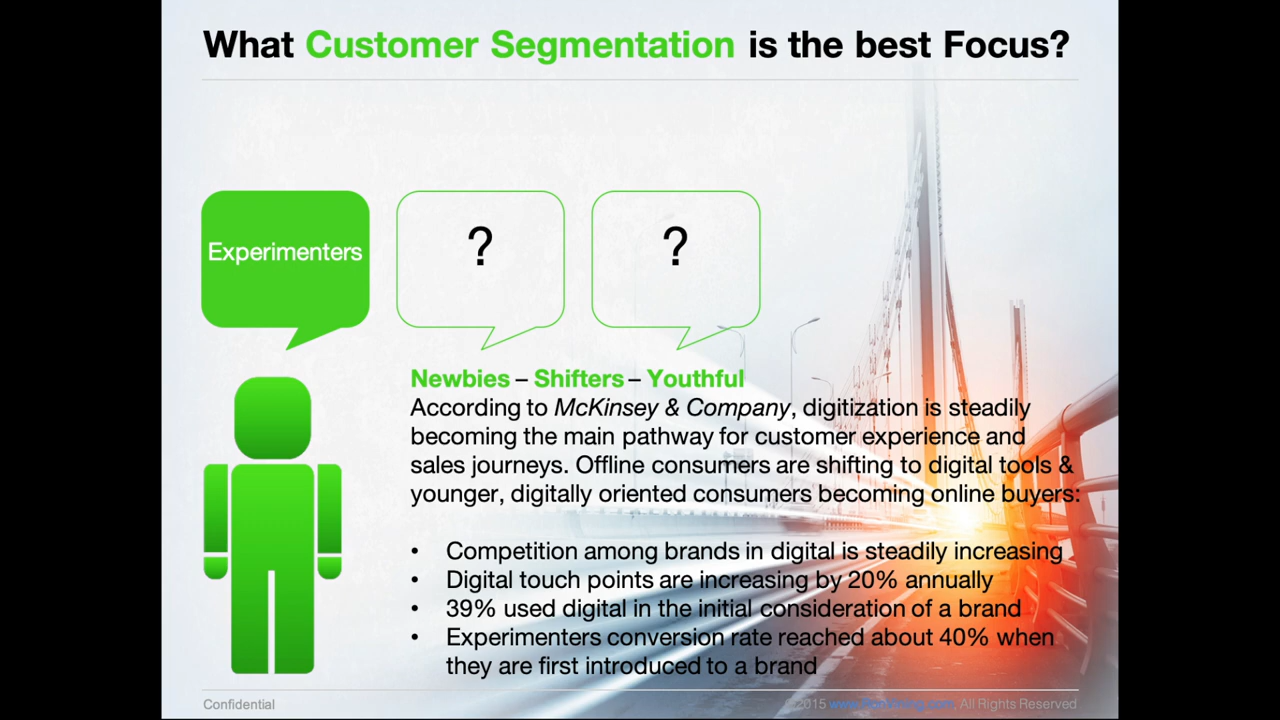 What Customer Segmentation is the best Focus?
Experimenters
?
?
Newbies – Shifters – Youthful
According to McKinsey & Company, digitization is steadily
becoming the main pathway for customer experience and
sales journeys. Offline consumers are shifting to digital tools &
younger, digitally oriented consumers becoming online buyers:
• Competition among brands in digital is steadily increasing
• Digital touch points are increasing by 20% annually
• 39% used digital in the initial consideration of a brand
• Experimenters conversion rate reached about 40% when
they are first introduced to a brand
Confidential
2015 All Rights Reserved